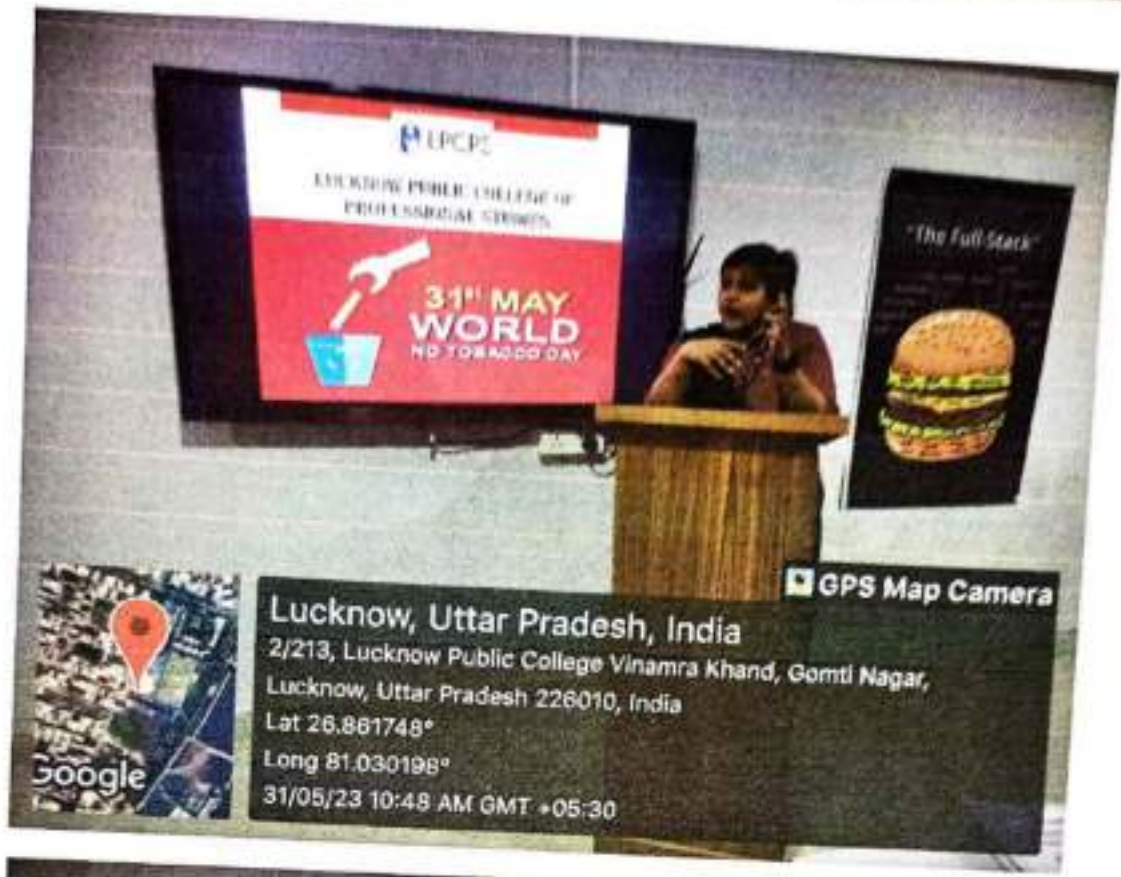 LPCPS
LUCKNOW PUBLIC COLLEGE OF
PROFESSIONAL STUDIES
31st MAY
WORLD
NO TOBACCO DAY
"The Full-Stack"
GPS Map Camera
Lucknow, Uttar Pradesh, India
2/213, Lucknow Public College Vinamra Khand, Gomti Nagar,
Lucknow, Uttar Pradesh 226010, India
Lat 26.861748°
Long 81.030198°
31/05/23 10:48 AM GMT +05:30
Google